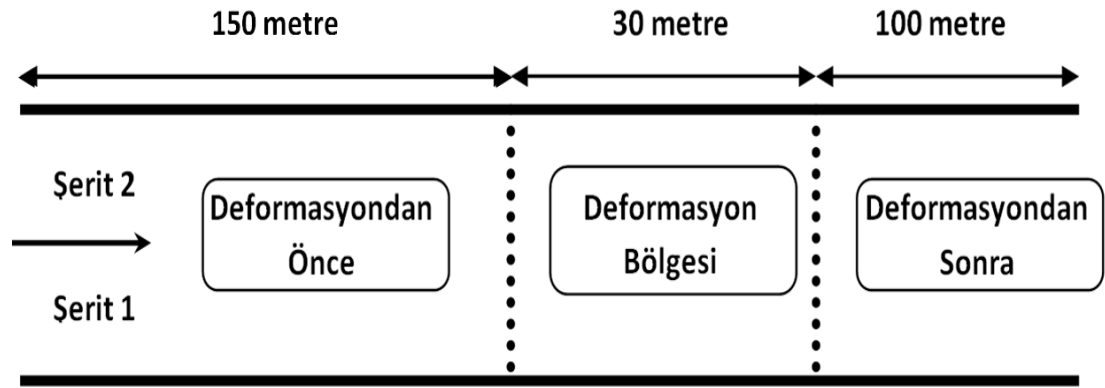 150 metre
30 metre
100 metre
Şerit 2
Deformasyondan
Önce
Deformasyon
Bölgesi
Deformasyondan
Sonra
Şerit 1